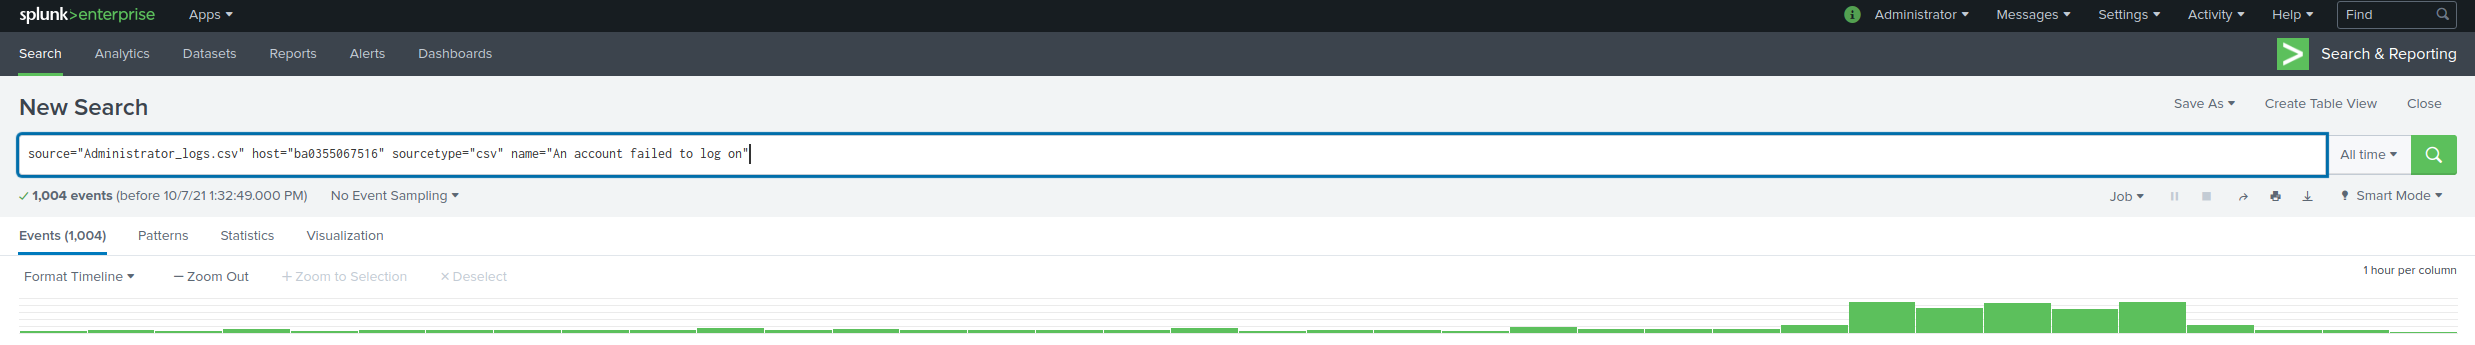 splunk>enterprise Apps Administrator Messages Settings Activity Help Find
Search Analytics Datasets Reports Alerts Dashboards Search & Reporting
New Search Save As Create Table View Close
source="Administrator_logs.csv" host="ba0355067516" sourcetype="csv" name="An account failed to log on" All time
1,004 events (before 10/7/21 1:32:49.000 PM) No Event Sampling Job Smart Mode
Events (1,004) Patterns Statistics Visualization
Format Timeline — Zoom Out + Zoom to Selection × Deselect 1 hour per column